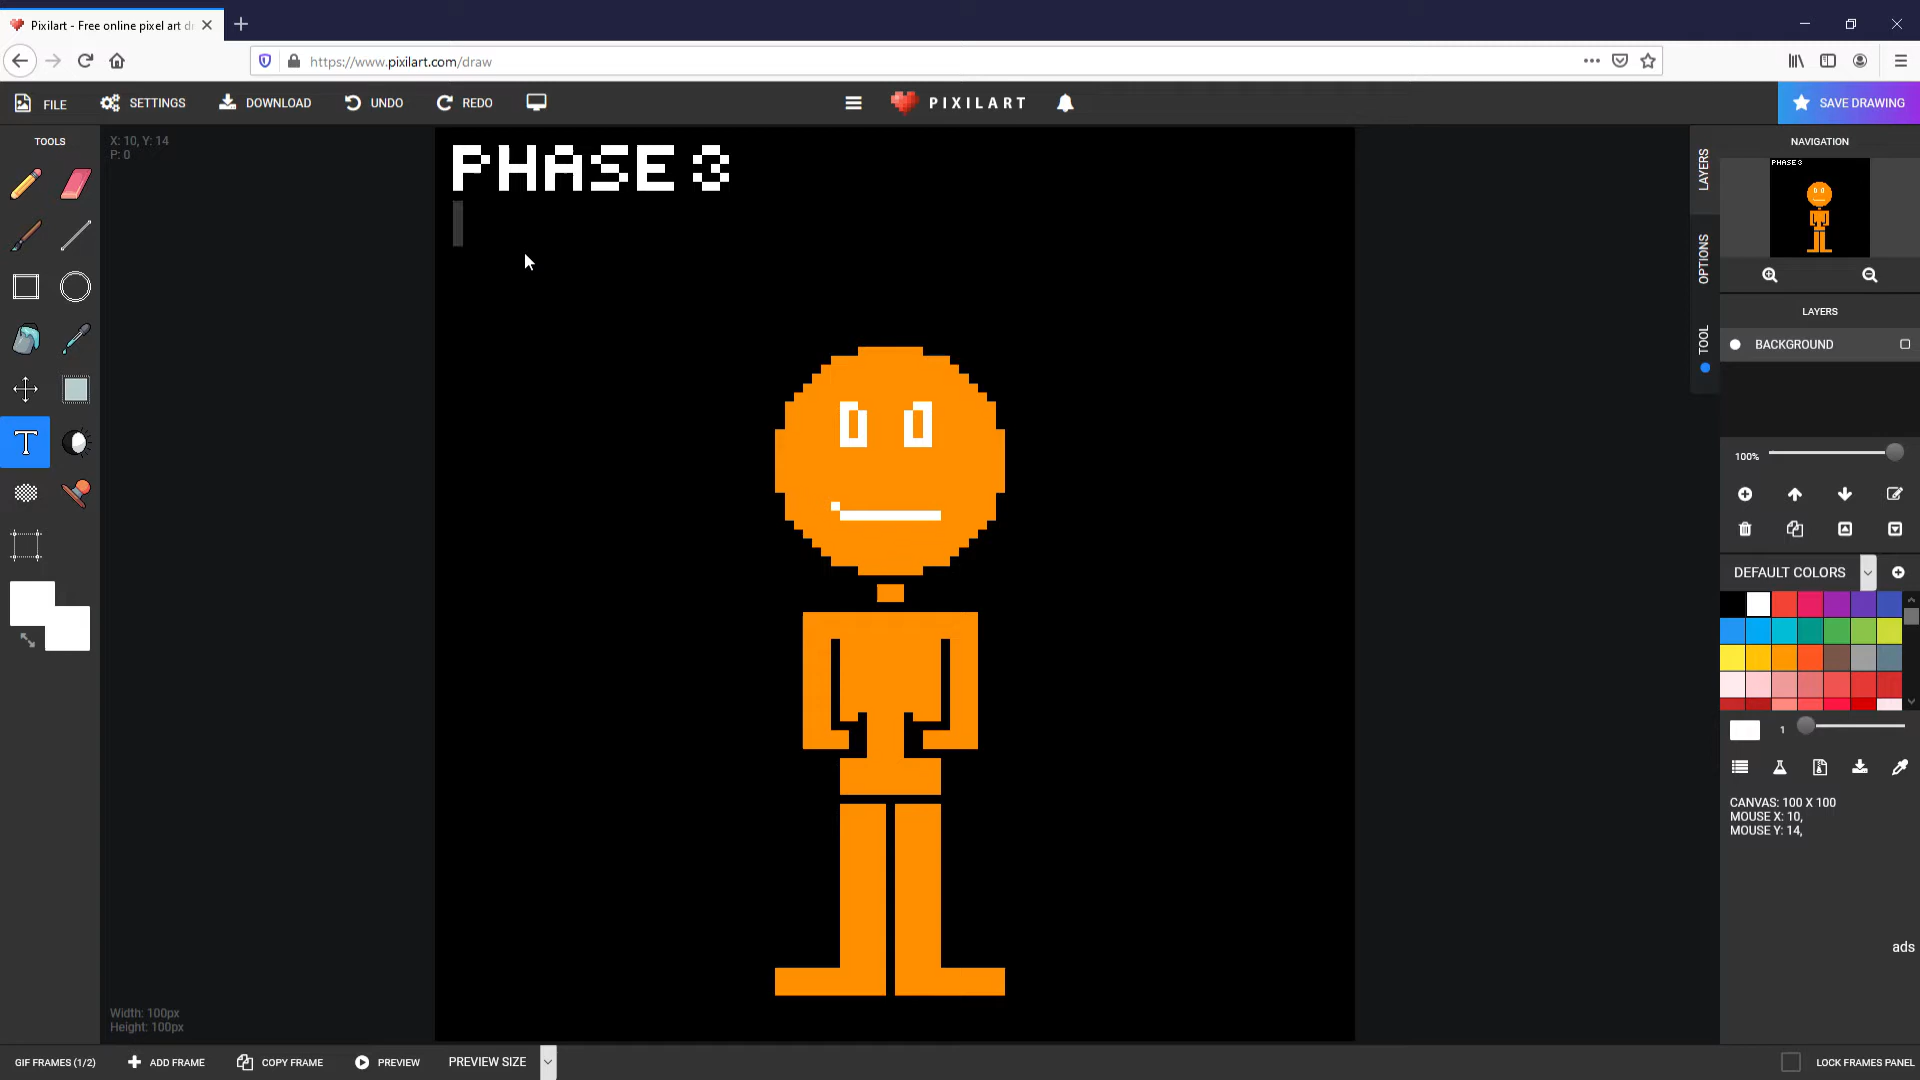 Pixilart - Free online pixel art dr
https://www.pixilart.com/draw
FILE
SETTINGS
DOWNLOAD
UNDO
REDO
PIXILART
SAVE DRAWING
TOOLS
X: 10, Y: 14
P: 0
PHASE 3
LAYERS
OPTIONS
TOOL
NAVIGATION
PHASE 3
LAYERS
BACKGROUND
100%
DEFAULT COLORS
1
CANVAS: 100 X 100
MOUSE X: 10,
MOUSE Y: 14,
ads
Width: 100px
Height: 100px
GIF FRAMES (1/2)
ADD FRAME
COPY FRAME
PREVIEW
PREVIEW SIZE
LOCK FRAMES PANEL